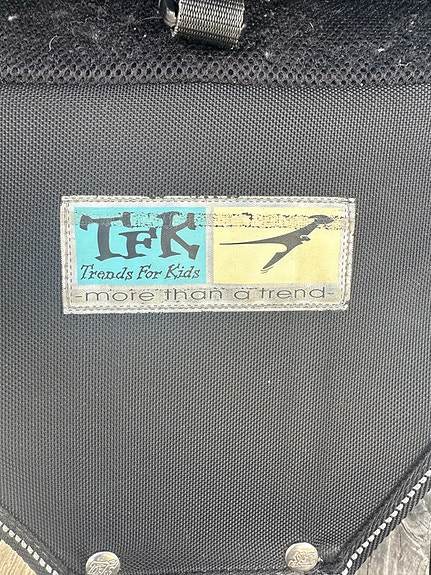 TFK
Trends For Kids
-more than a trend-